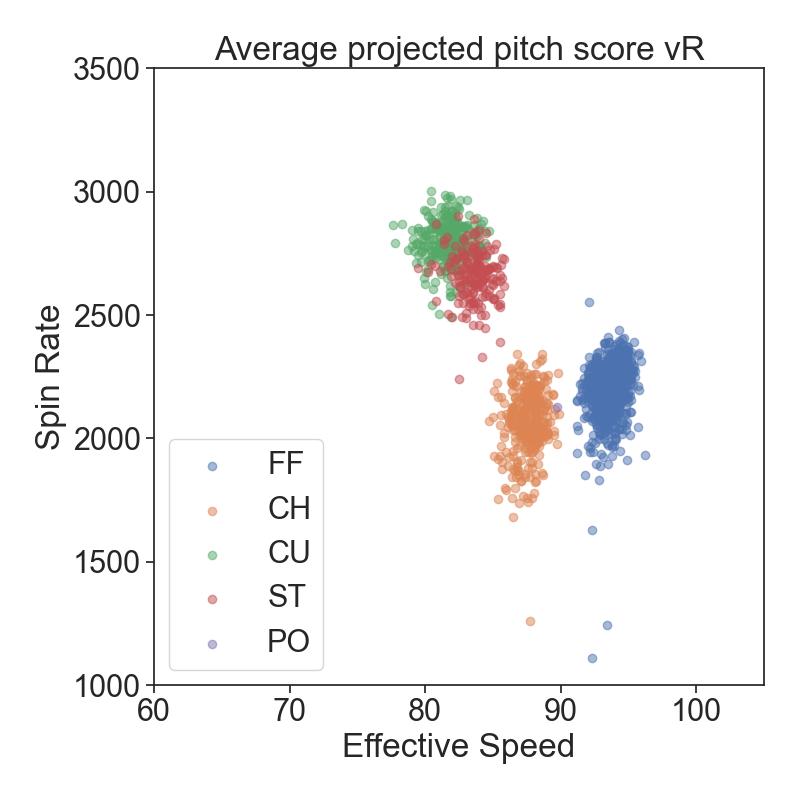 Average projected pitch score vR
3500
3000
2500
2000
1500
1000
Spin Rate
FF
CH
CU
ST
PO
60 70 80 90 100
Effective Speed